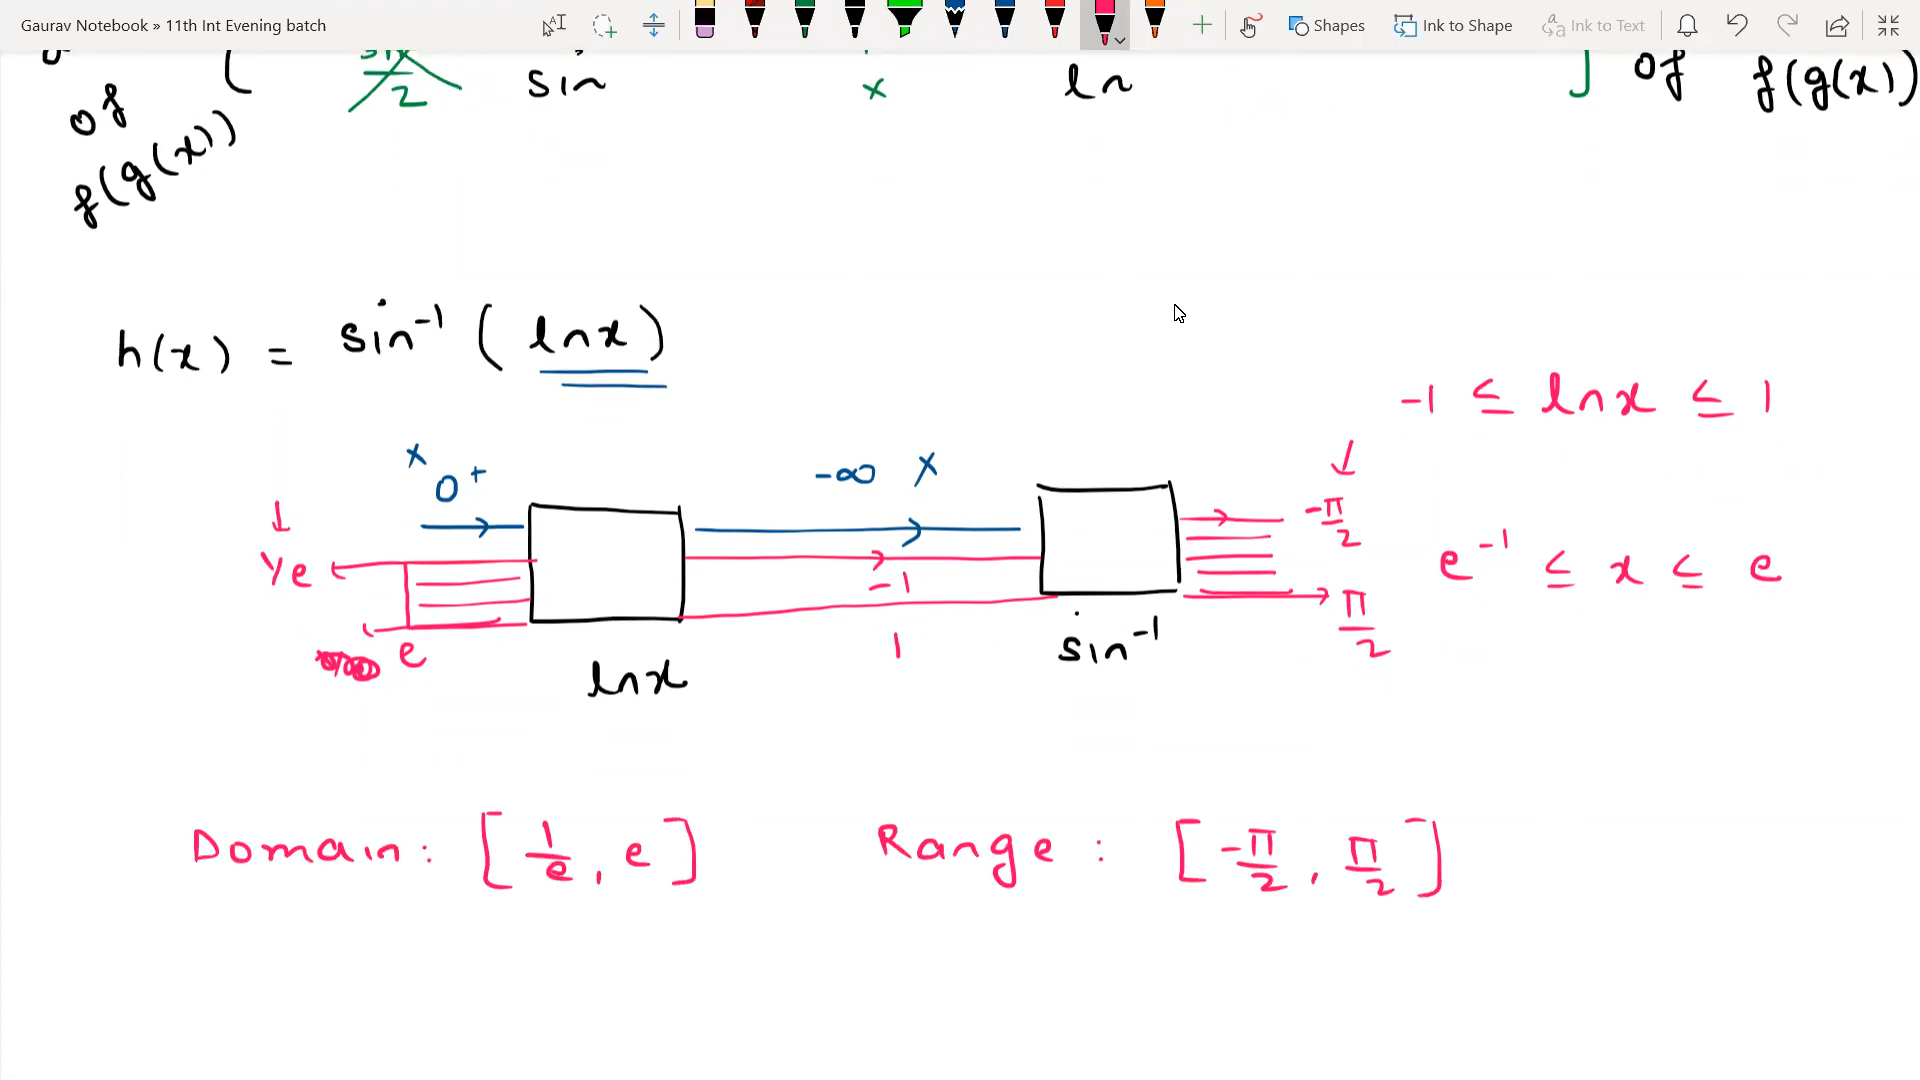 Gaurav Notebook » 11th Int Evening batch
Shapes
Ink to Shape
Ink to Text
of
f(g(x))
2
sin
x
ln
] of f(g(x))
h(x) = sin⁻¹ (lnx)
-1 ≤ lnx ≤ 1
x
0⁺
-∞ x
↓
1/e
e
-1
1
lnx
sin⁻¹
↓
-π/2
π/2
e⁻¹ ≤ x ≤ e
Domain: [1/e, e]
Range: [-π/2, π/2]